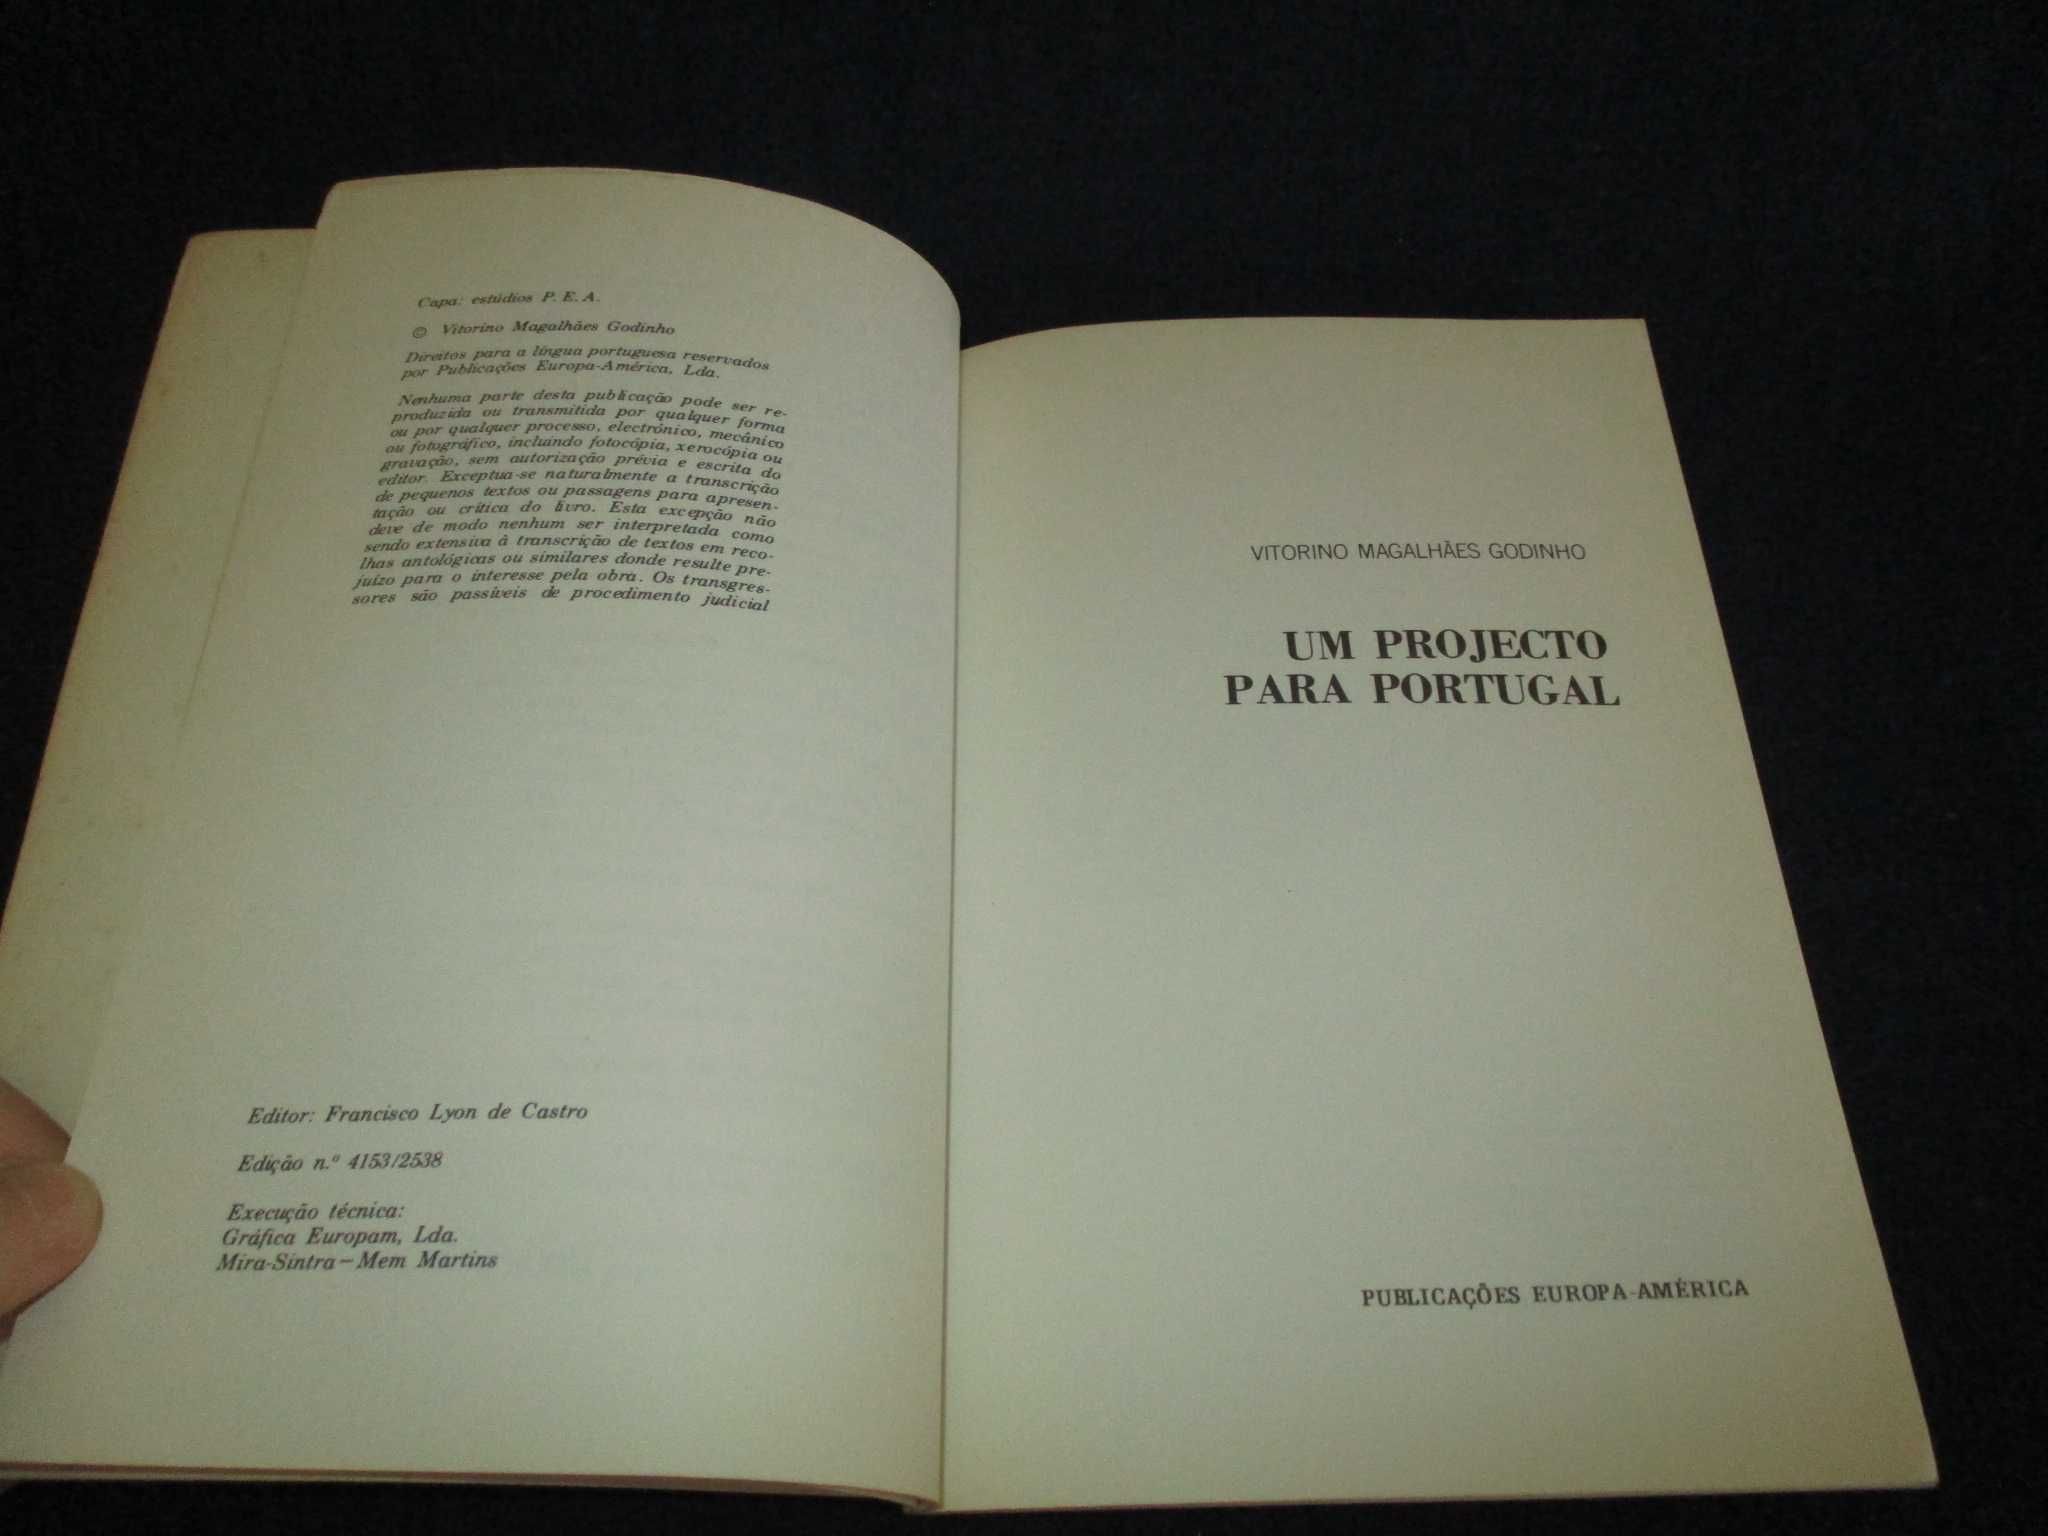 Capa: estúdios P. E. A.
© Vitorino Magalhães Godinho
Direitos para a língua portuguesa reservados
por Publicações Europa-América, Lda.
Nenhuma parte desta publicação pode ser re-
produzida ou transmitida por qualquer forma
ou por qualquer processo, electrónico, mecânico
ou fotográfico, incluindo fotocópia, xerocópia ou
gravação, sem autorização prévia e escrita do
editor. Exceptua-se naturalmente a transcrição
de pequenos textos ou passagens para apresen-
tação ou crítica do livro. Esta excepção não
deve de modo nenhum ser interpretada como
sendo extensiva à transcrição de textos em reco-
lhas antológicas ou similares donde resulte pre-
juízo para o interesse pela obra. Os transgres-
sores são passíveis de procedimento judicial
Editor: Francisco Lyon de Castro
Edição n.º 4153/2538
Execução técnica:
Gráfica Europam, Lda.
Mira-Sintra — Mem Martins
VITORINO MAGALHÃES GODINHO
UM PROJECTO
PARA PORTUGAL
PUBLICAÇÕES EUROPA-AMÉRICA